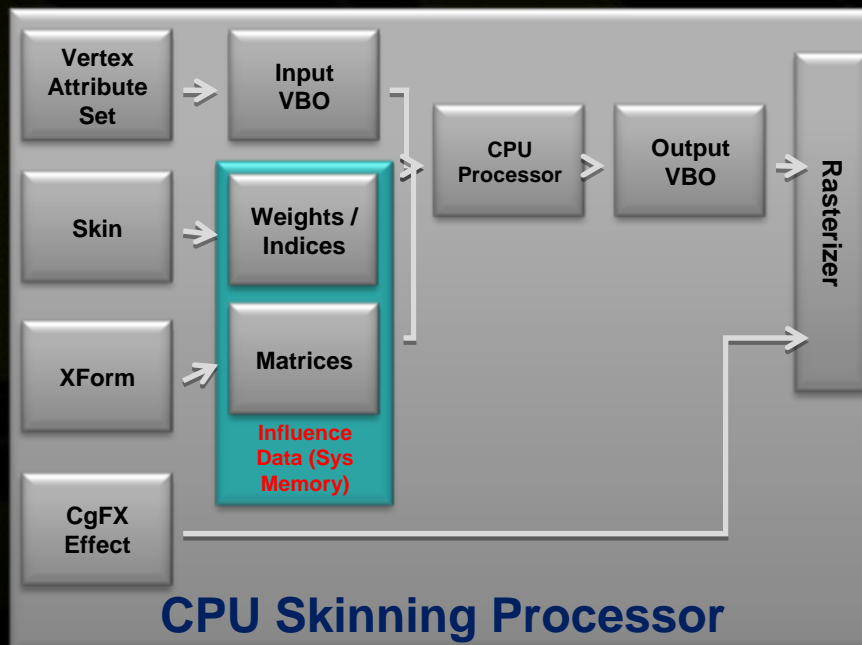 Vertex
Attribute
Set
Input
VBO
CPU
Processor
Output
VBO
Rasterizer
Skin
Weights /
Indices
XForm
Matrices
Influence
Data (Sys
Memory)
CgFX
Effect
CPU Skinning Processor